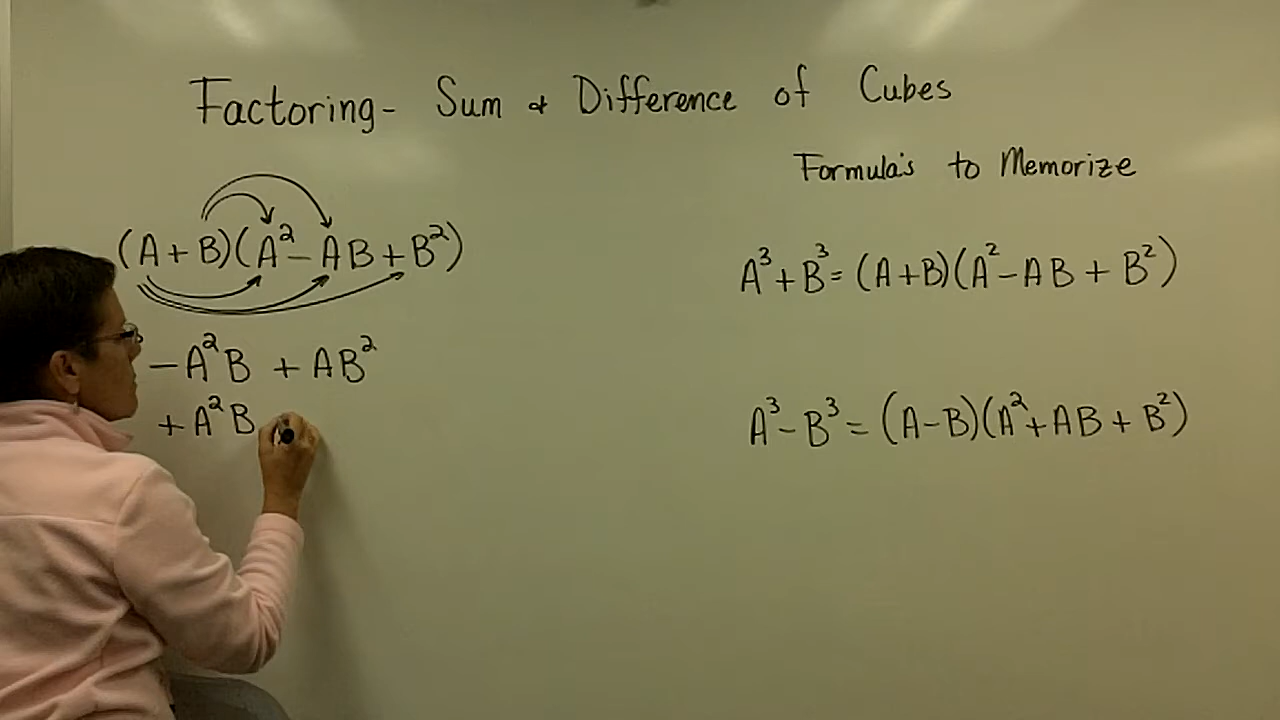 Factoring- Sum & Difference of Cubes
Formula's to Memorize
(A+B)(A²-AB+B²)
A³+B³=(A+B)(A²-AB+B²)
-A²B +AB²
+A²B
A³-B³=(A-B)(A²+AB+B²)